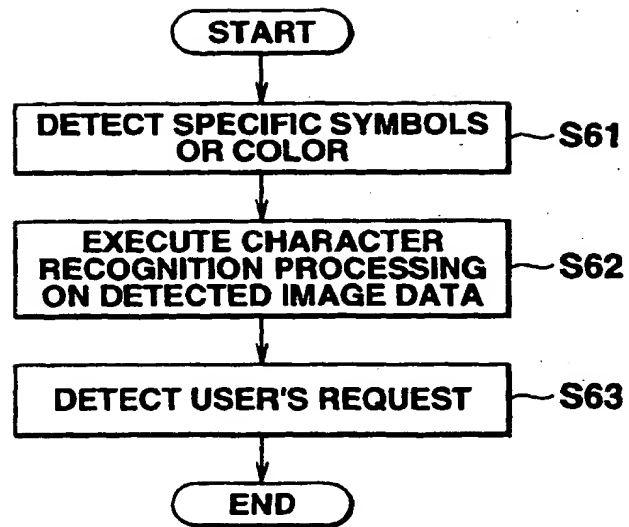 START
DETECT SPECIFIC SYMBOLS
OR COLOR
S61
EXECUTE CHARACTER
RECOGNITION PROCESSING
ON DETECTED IMAGE DATA
S62
DETECT USER'S REQUEST
S63
END